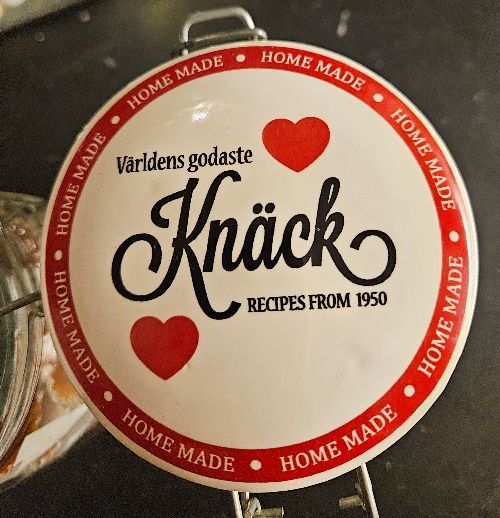 HOME MADE • HOME MADE • HOME MADE • HOME MADE • HOME MADE • HOME MADE • HOME MADE • HOME MADE •
Världens godaste
Knäck
RECIPES FROM 1950